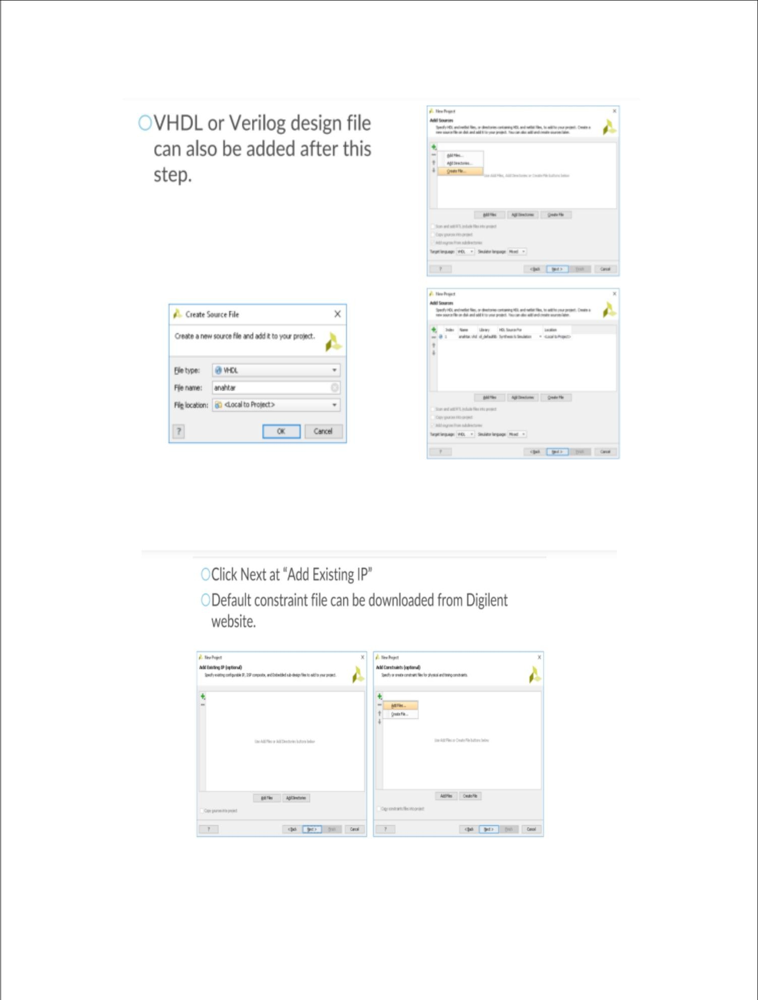 VHDL or Verilog design file
can also be added after this
step.
New Project
Add Sources
Specify HDL and netlist files, or directories containing HDL and netlist files, to add to your project. Create a
new source file on disk and add it to your project. You can also add and create sources later.
Add Files...
Add Directories...
Create File...
Use Add Files, Add Directories or Create File buttons below
Add Files Add Directories Create File
Scan and add RTL include files into project
Copy sources into project
Add sources from subdirectories
Target language: VHDL Simulator language: Mixed
? < Back Next > Finish Cancel
Create Source File
Create a new source file and add it to your project.
File type: VHDL
File name: anahtar
File location: <Local to Project>
? OK Cancel
New Project
Add Sources
Specify HDL and netlist files, or directories containing HDL and netlist files, to add to your project. Create a
new source file on disk and add it to your project. You can also add and create sources later.
Index Name Library HDL Source For Location
1 anahtar.vhd xil_defaultlib Synthesis & Simulation <Local to Project>
Add Files Add Directories Create File
Scan and add RTL include files into project
Copy sources into project
Add sources from subdirectories
Target language: VHDL Simulator language: Mixed
? < Back Next > Finish Cancel
Click Next at “Add Existing IP”
Default constraint file can be downloaded from Digilent
website.
New Project
Add Existing IP (optional)
Specify existing configurable IP, DSP composite, and Embedded sub-design files to add to your project.
Use Add Files or Add Directories buttons below
Add Files Add Directories
Copy sources into project
? < Back Next > Finish Cancel
New Project
Add Constraints (optional)
Specify or create constraint files for physical and timing constraints.
Add Files...
Create File...
Use Add Files or Create File buttons below
Add Files Create File
Copy constraints files into project
? < Back Next > Finish Cancel